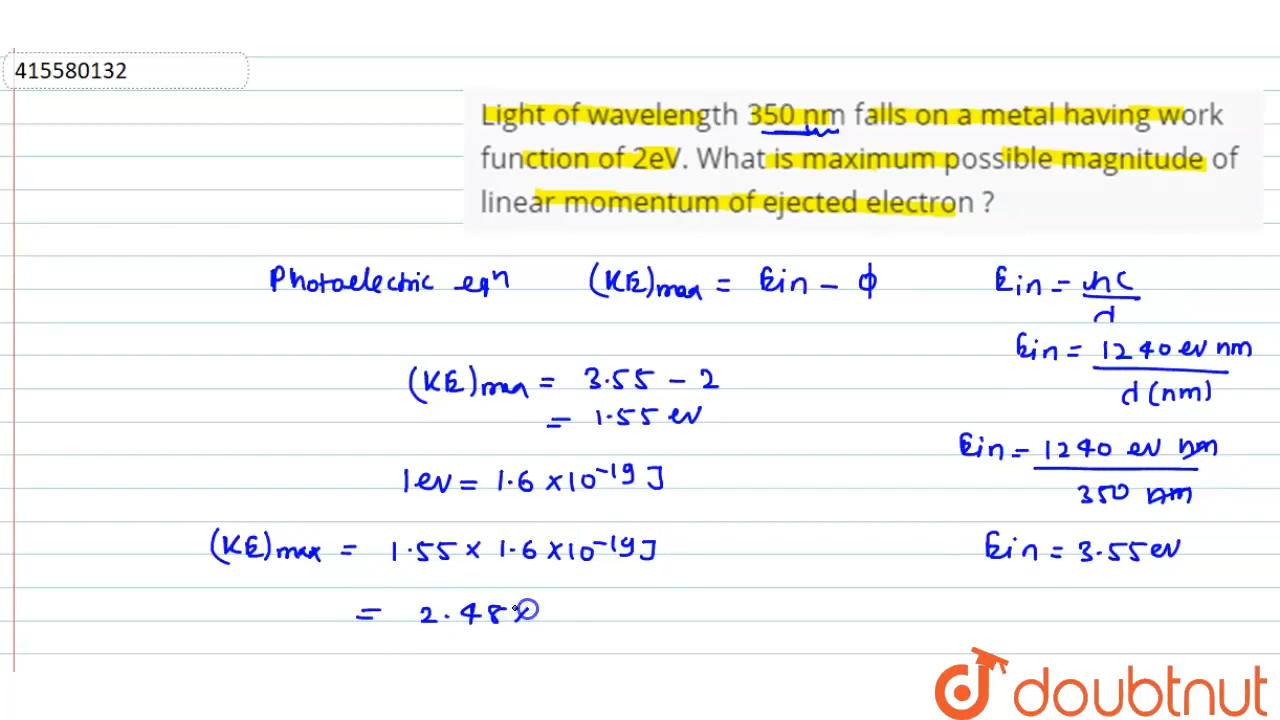 415580132
Light of wavelength 350 nm falls on a metal having work
function of 2eV. What is maximum possible magnitude of
linear momentum of ejected electron ?
Photoelectric eqn (KE)max = Ein - ϕ
Ein = hc/d
Ein = 1240 ev nm / d(nm)
(KE)max = 3.55 - 2
= 1.55 ev
Ein = 1240 ev nm / 350 nm
1ev = 1.6 × 10⁻¹⁹ J
(KE)max = 1.55 × 1.6 × 10⁻¹⁹ J
Ein = 3.55 ev
= 2.48×
doubtnut